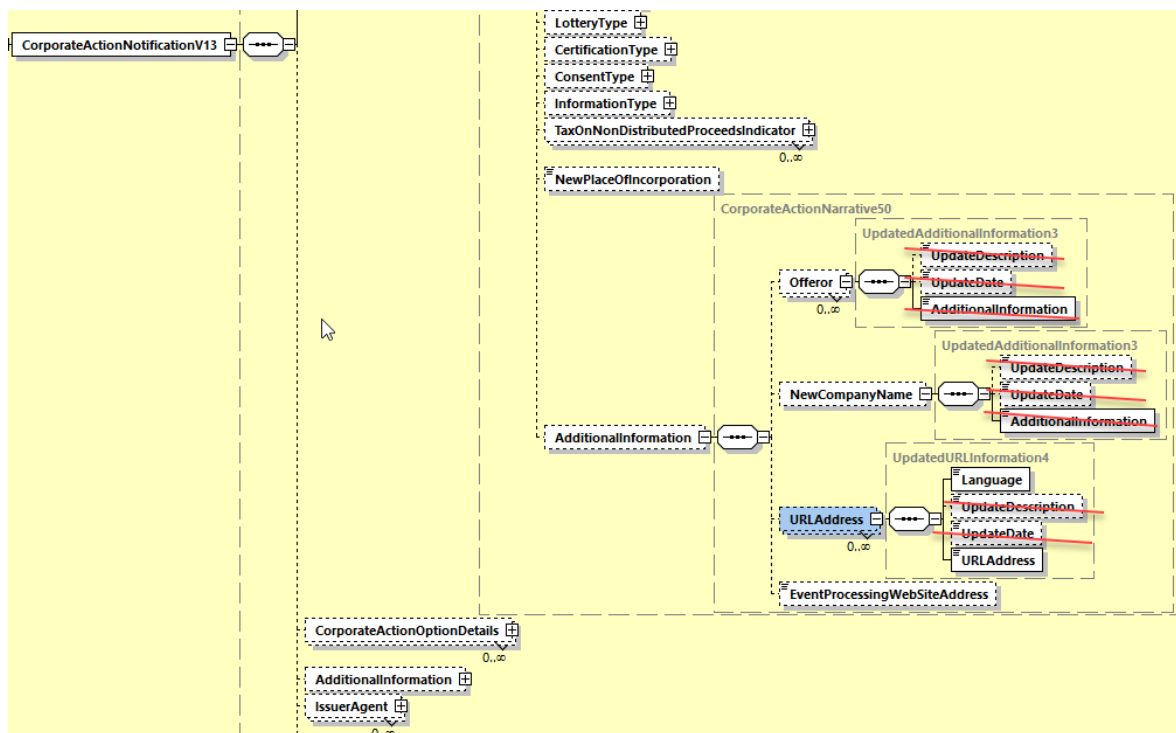 LotteryType
CorporateActionNotificationV13
CertificationType
ConsentType
InformationType
TaxOnNonDistributedProceedsIndicator
0..∞
NewPlaceOfIncorporation
CorporateActionNarrative50
UpdatedAdditionalInformation3
UpdateDescription
Offeror
UpdateDate
0..∞
AdditionalInformation
UpdatedAdditionalInformation3
UpdateDescription
NewCompanyName
UpdateDate
AdditionalInformation
AdditionalInformation
UpdatedURLInformation4
Language
UpdateDescription
URLAddress
UpdateDate
0..∞
URLAddress
EventProcessingWebSiteAddress
CorporateActionOptionDetails
0..∞
AdditionalInformation
IssuerAgent
0..∞